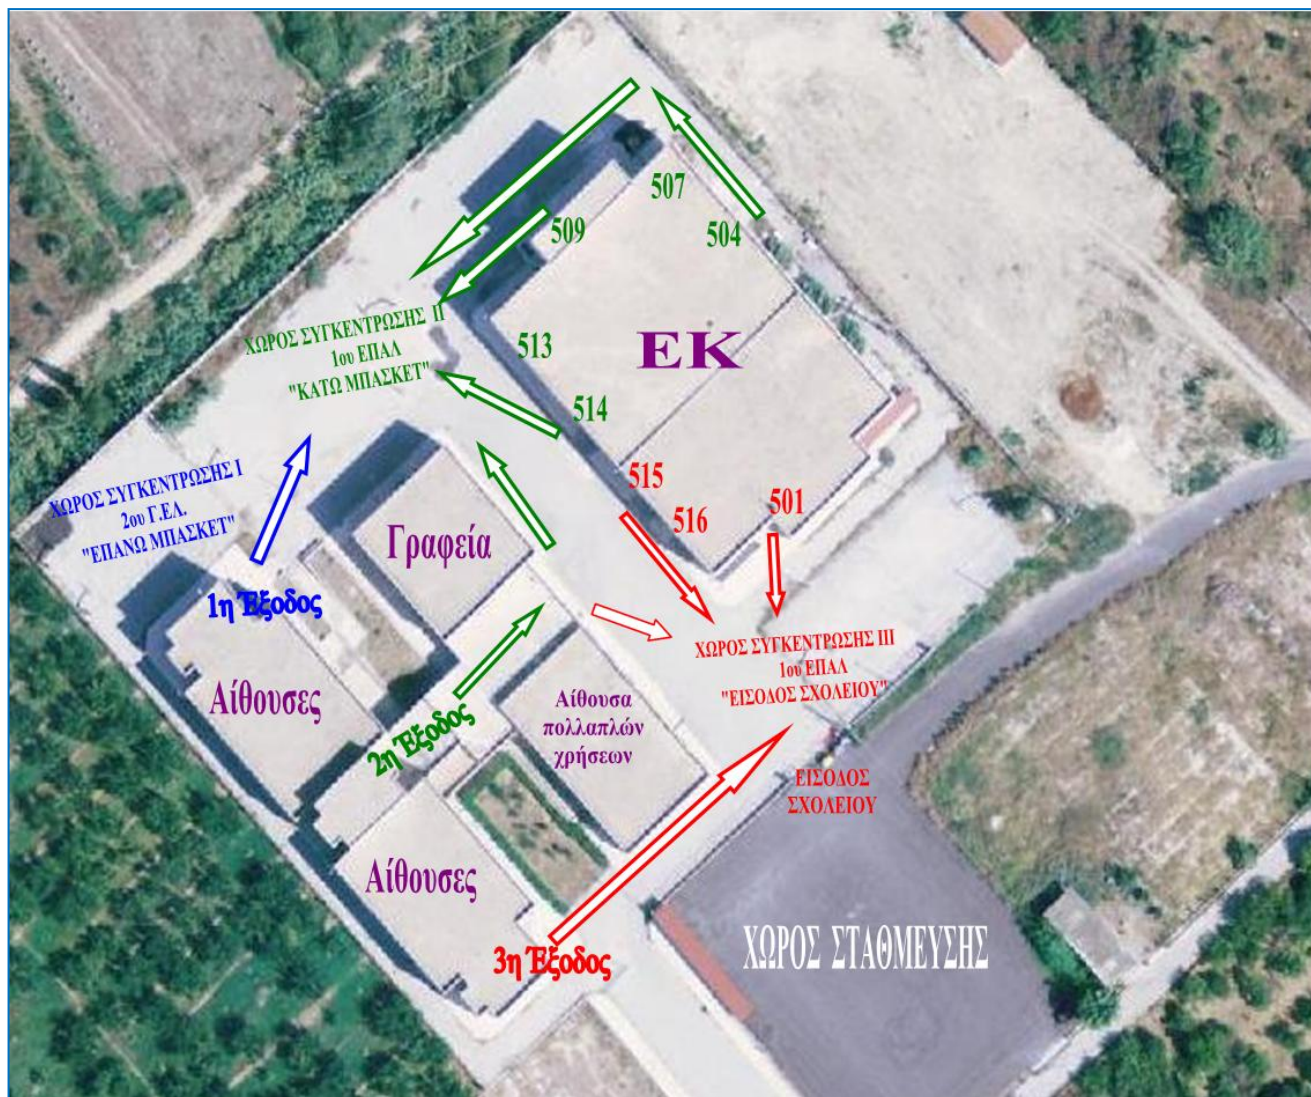 507
504
509
ΧΩΡΟΣ ΣΥΓΚΕΝΤΡΩΣΗΣ ΙΙ
1ου ΕΠΑΛ
"ΚΑΤΩ ΜΠΑΣΚΕΤ"
513
ΕΚ
514
ΧΩΡΟΣ ΣΥΓΚΕΝΤΡΩΣΗΣ Ι
2ου Γ.ΕΛ.
"ΕΠΑΝΩ ΜΠΑΣΚΕΤ"
515
516
501
Γραφεία
1η Έξοδος
ΧΩΡΟΣ ΣΥΓΚΕΝΤΡΩΣΗΣ ΙΙΙ
1ου ΕΠΑΛ
"ΕΙΣΟΔΟΣ ΣΧΟΛΕΙΟΥ"
Αίθουσες
2η Έξοδος
Αίθουσα
πολλαπλών
χρήσεων
ΕΙΣΟΔΟΣ
ΣΧΟΛΕΙΟΥ
Αίθουσες
3η Έξοδος
ΧΩΡΟΣ ΣΤΑΘΜΕΥΣΗΣ